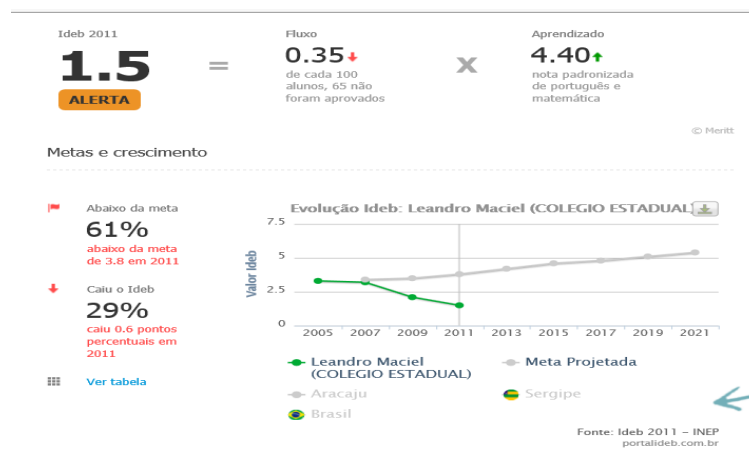 Ideb 2011
1.5
ALERTA
=
Fluxo
0.35
de cada 100
alunos, 65 não
foram aprovados
x
Aprendizado
4.40
nota padronizada
de português e
matemática
© Meritt
Metas e crescimento
Abaixo da meta
61%
abaixo da meta
de 3.8 em 2011
Caiu o Ideb
29%
caiu 0.6 pontos
percentuais em
2011
Ver tabela
Evolução Ideb: Leandro Maciel (COLEGIO ESTADUAL)
Valor Ideb
7.5
5
2.5
0
2005 2007 2009 2011 2013 2015 2017 2019 2021
Leandro Maciel
(COLEGIO ESTADUAL)
Meta Projetada
Aracaju
Sergipe
Brasil
Fonte: Ideb 2011 - INEP
portalideb.com.br